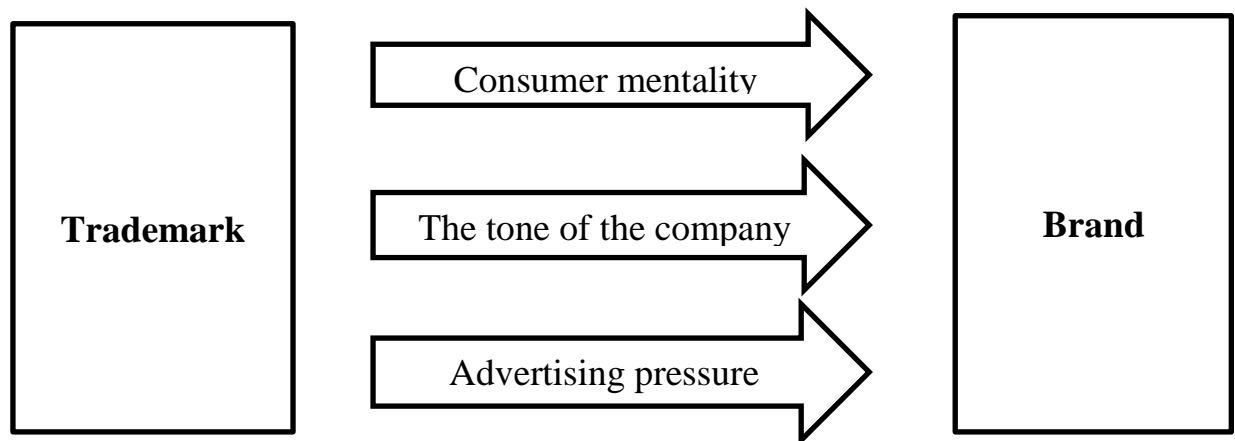 Trademark
Consumer mentality
The tone of the company
Advertising pressure
Brand